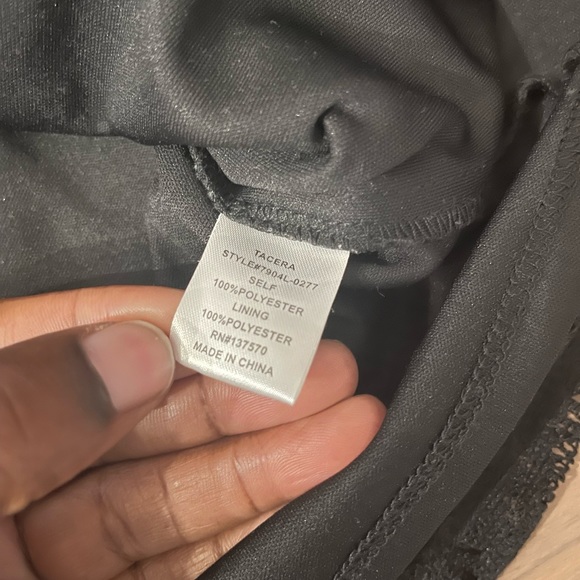 TACERA
STYLE#7904L-0277
SELF
100%POLYESTER
LINING
100%POLYESTER
RN#137570
MADE IN CHINA